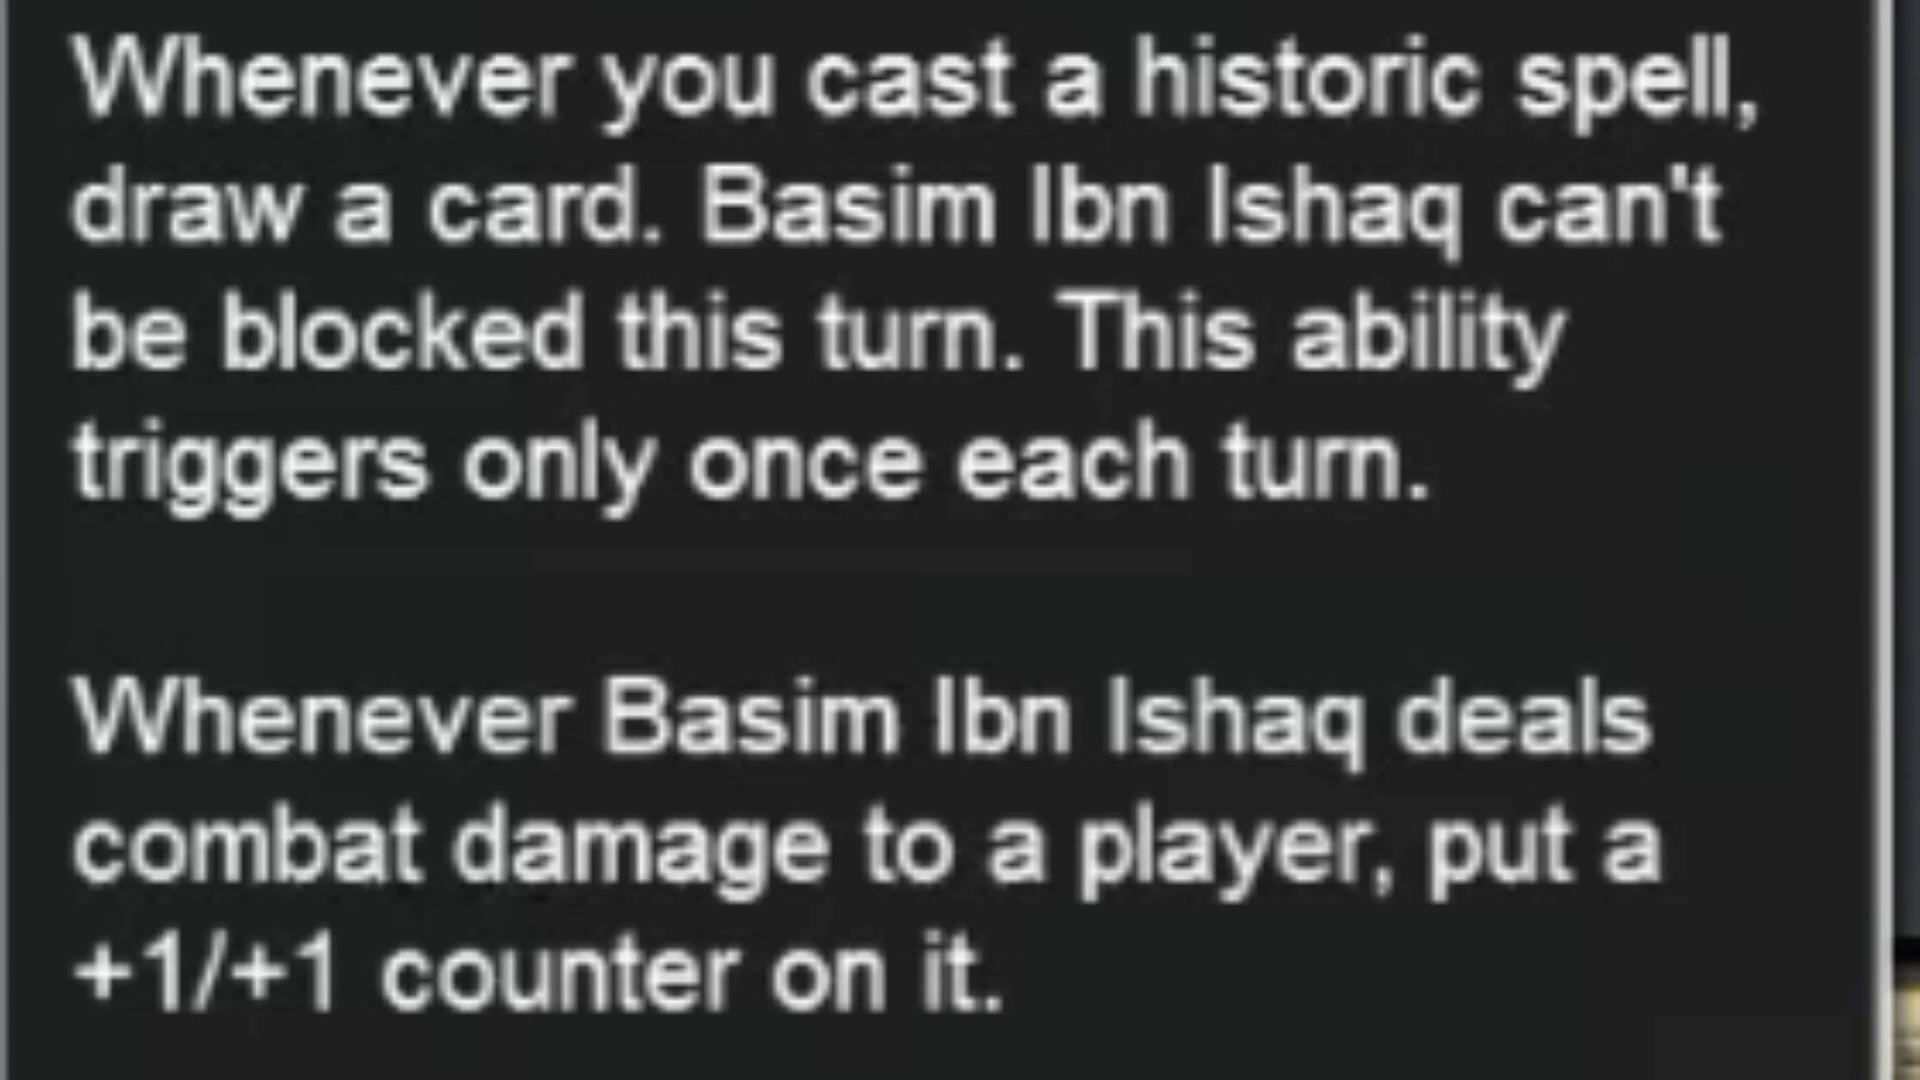 Whenever you cast a historic spell,
draw a card. Basim Ibn Ishaq can't
be blocked this turn. This ability
triggers only once each turn.
Whenever Basim Ibn Ishaq deals
combat damage to a player, put a
+1/+1 counter on it.